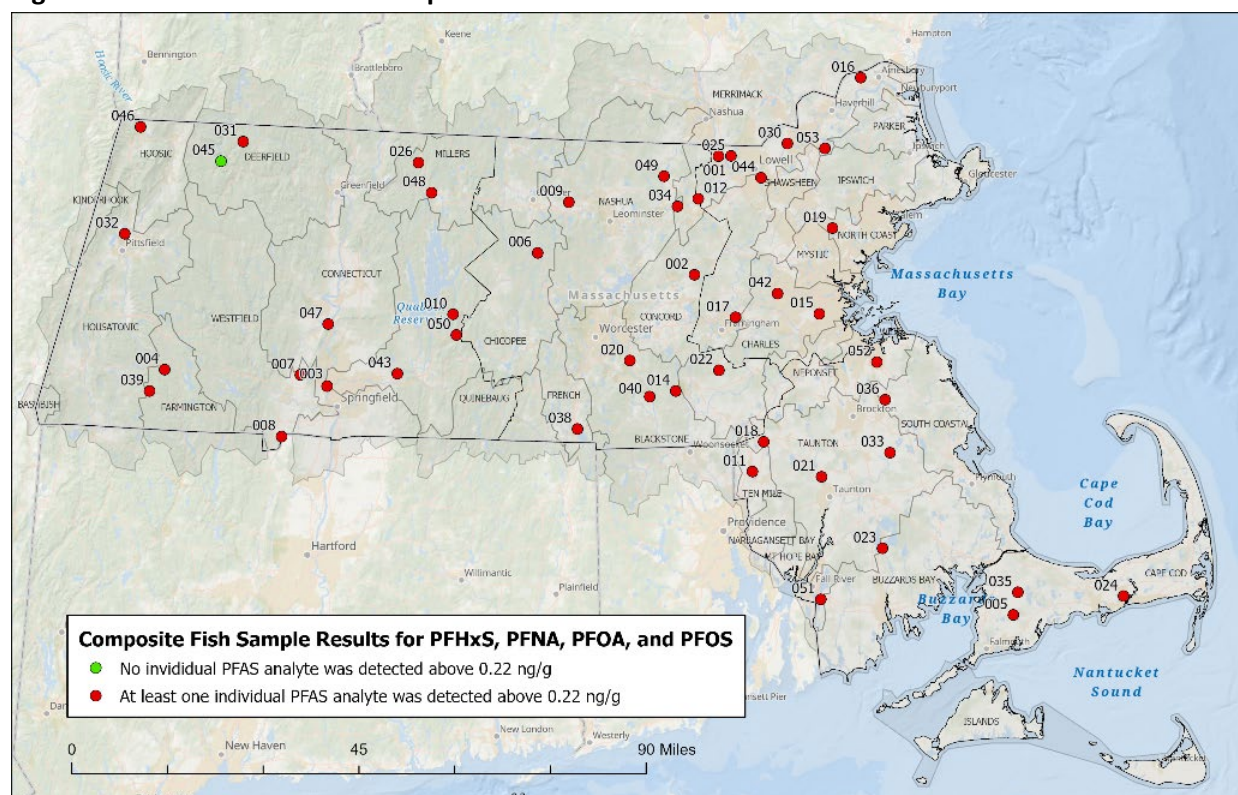 Keene
Hampton
Bennington
Hoosic River
Brattleboro
016
Amesbury
Newburyport
MERRIMACK
Nashua
Haverhill
046
031
PARKER
HOOSIC
045
DEERFIELD
026
MILLERS
025
030
053
Ipswich
001
044
Lowell
049
SHAWSHEEN
IPSWICH
Gloucester
Greenfield
048
009
NASHUA
034
012
KINDERHOOK
Leominster
019
NORTH COAST
032
Pittsfield
006
MYSTIC
CONNECTICUT
002
Massachusetts
Massachusetts
Bay
042
015
HOUSATONIC
WESTFIELD
047
010
050
CONCORD
017
Framingham
Worcester
CHICOPEE
CHARLES
004
007
003
043
020
022
052
NEPONSET
039
Springfield
QUINEBAUG
FRENCH
040
014
036
BASHBISH
FARMINGTON
Brockton
SOUTH COASTAL
008
038
BLACKSTONE
Woonsocket
018
TAUNTON
033
011
021
TEN MILE
Taunton
Plymouth
Cape
Cod
Bay
Providence
NARRAGANSETT BAY
MT HOPE BAY
023
Hartford
Willimantic
Plainfield
Fall River
BUZZARDS BAY
CAPE COD
051
035
024
Buzzards
Bay
005
Falmouth
Nantucket
Sound
ISLANDS
Composite Fish Sample Results for PFHxS, PFNA, PFOA, and PFOS
No invididual PFAS analyte was detected above 0.22 ng/g
At least one individual PFAS analyte was detected above 0.22 ng/g
New London
Westerly
New Haven
0
45
90 Miles